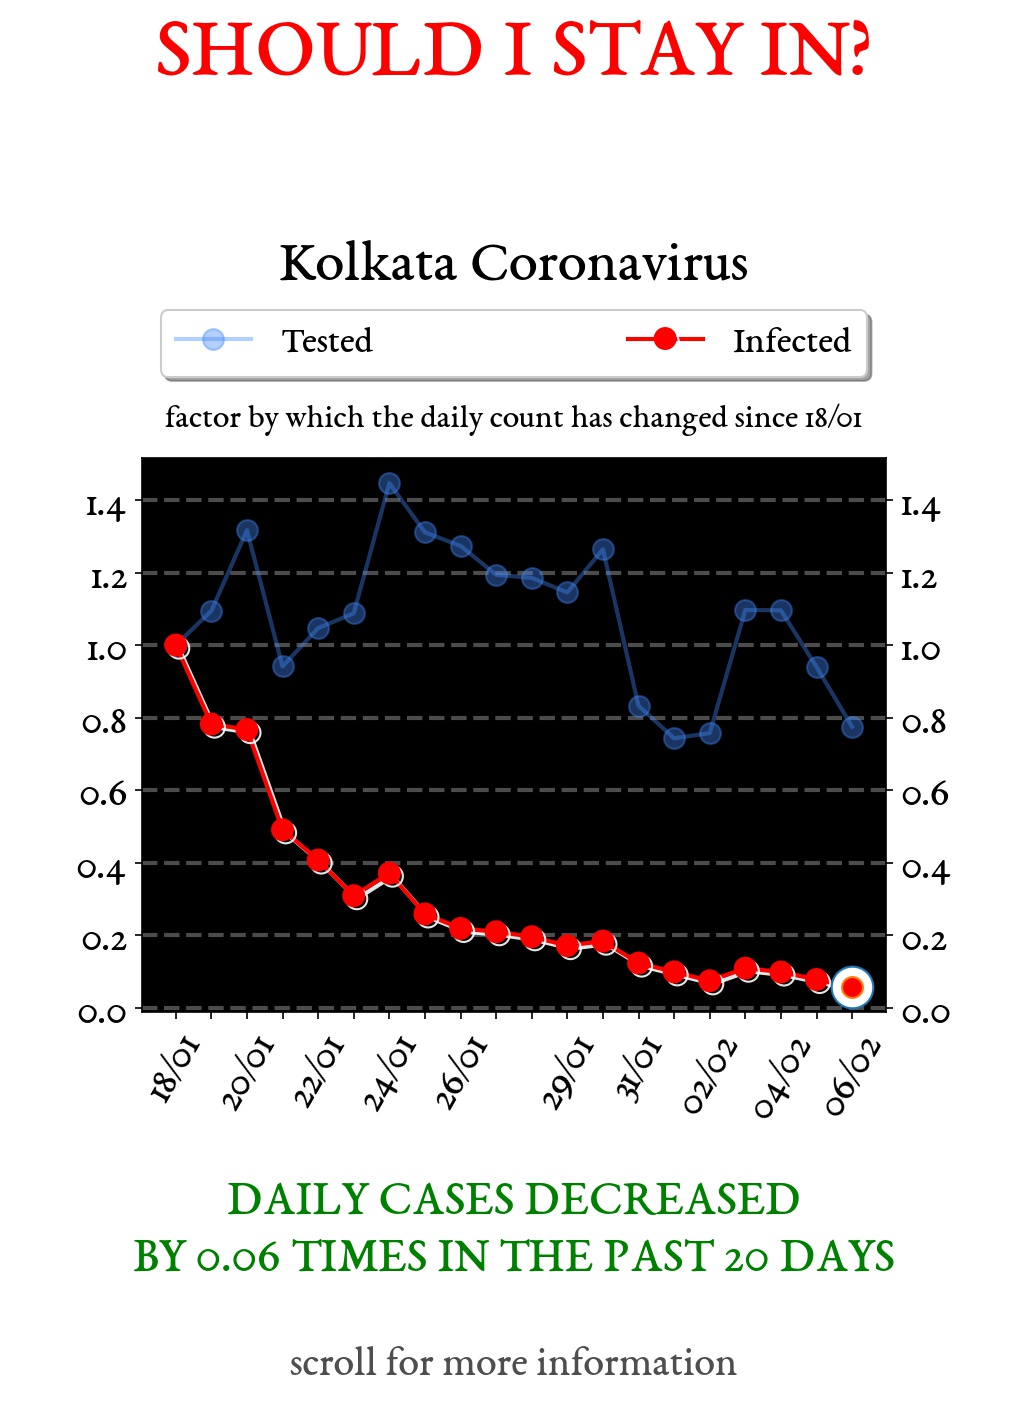 SHOULD I STAY IN?
Kolkata Coronavirus
Tested Infected
factor by which the daily count has changed since 18/01
1.4 1.4
1.2 1.2
1.0 1.0
0.8 0.8
0.6 0.6
0.4 0.4
0.2 0.2
0.0 0.0
18/01 20/01 22/01 24/01 26/01 29/01 31/01 02/02 04/02 06/02
DAILY CASES DECREASED
BY 0.06 TIMES IN THE PAST 20 DAYS
scroll for more information